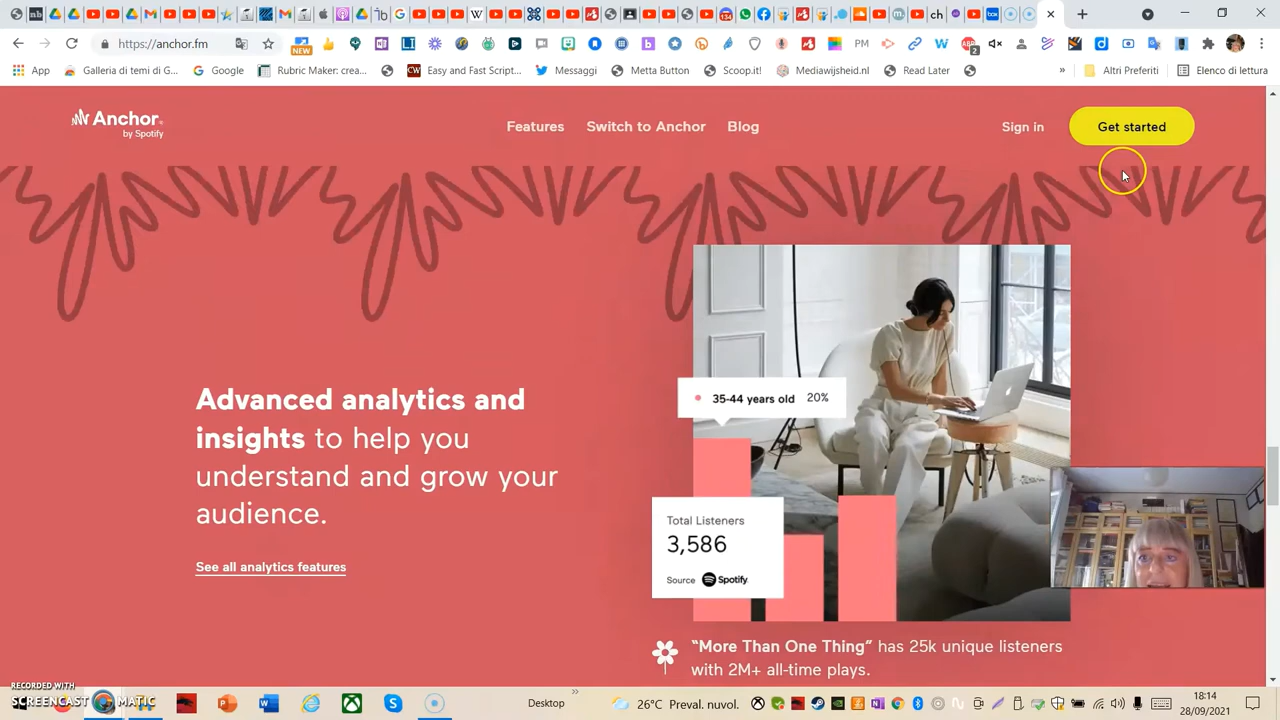 https://anchor.fm
NEW
PM
134
ch
2
App
Galleria di temi di G...
Google
Rubric Maker: crea...
Easy and Fast Script...
Messaggi
Metta Button
Scoop.it!
Mediawijsheid.nl
Read Later
»
Altri Preferiti
Elenco di lettura
Anchor
by Spotify
Features
Switch to Anchor
Blog
Sign in
Get started
Advanced analytics and
insights to help you
understand and grow your
audience.
See all analytics features
35-44 years old 20%
Total Listeners
3,586
Source Spotify
“More Than One Thing” has 25k unique listeners
with 2M+ all-time plays.
RECORDED WITH
SCREENCAST MATIC
Desktop
»
26°C Preval. nuvol.
18:14
28/09/2021